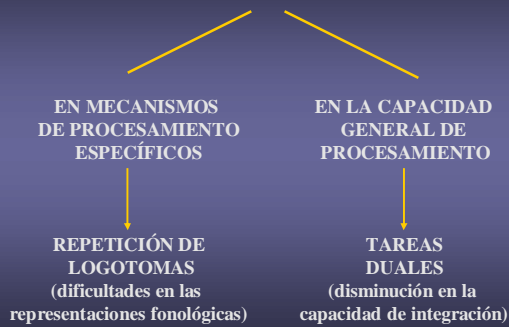 EN MECANISMOS
DE PROCESAMIENTO
ESPECÍFICOS
EN LA CAPACIDAD
GENERAL DE
PROCESAMIENTO
REPETICIÓN DE
LOGOTOMAS
(dificultades en las
representaciones fonológicas)
TAREAS
DUALES
(disminución en la
capacidad de integración)